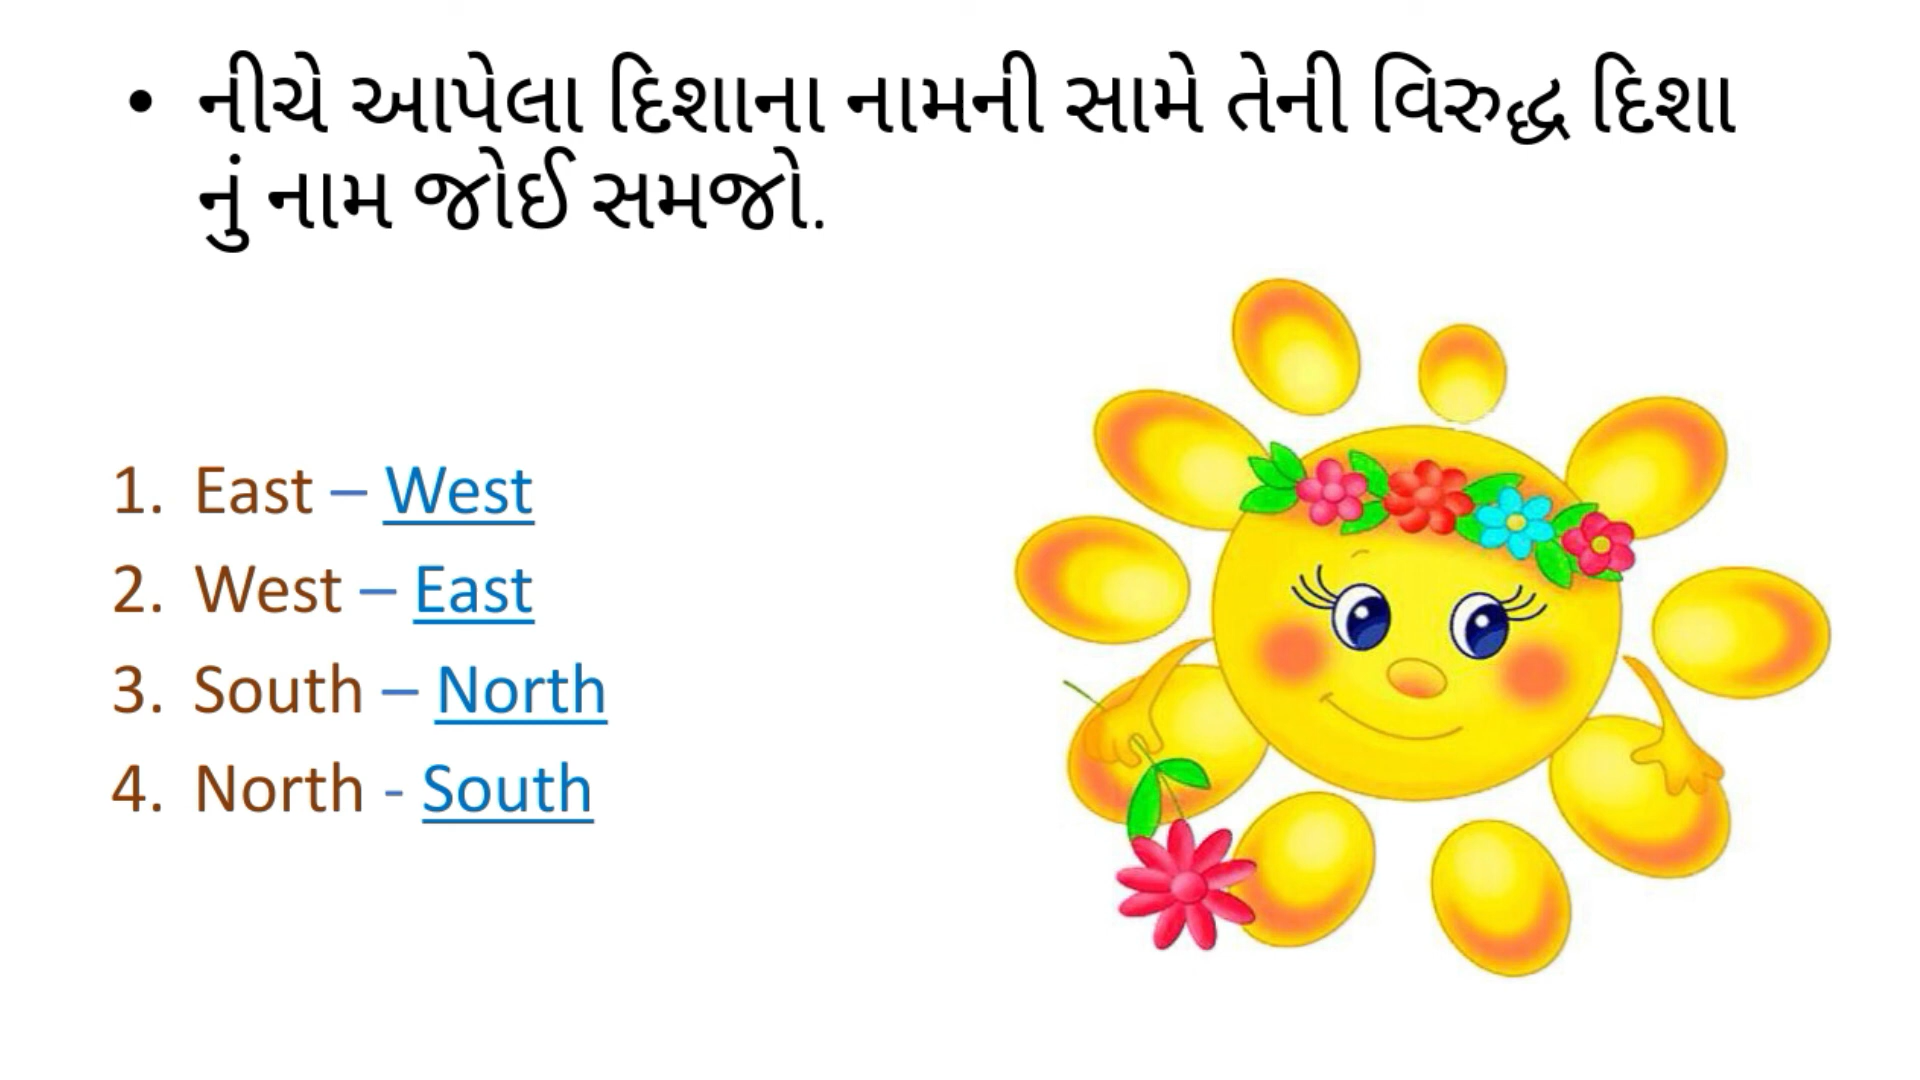 • નીચે આપેલા દિશાના નામની સામે તેની વિરુદ્ધ દિશા
નું નામ જોઈ સમજો.
1. East – West
2. West – East
3. South – North
4. North - South